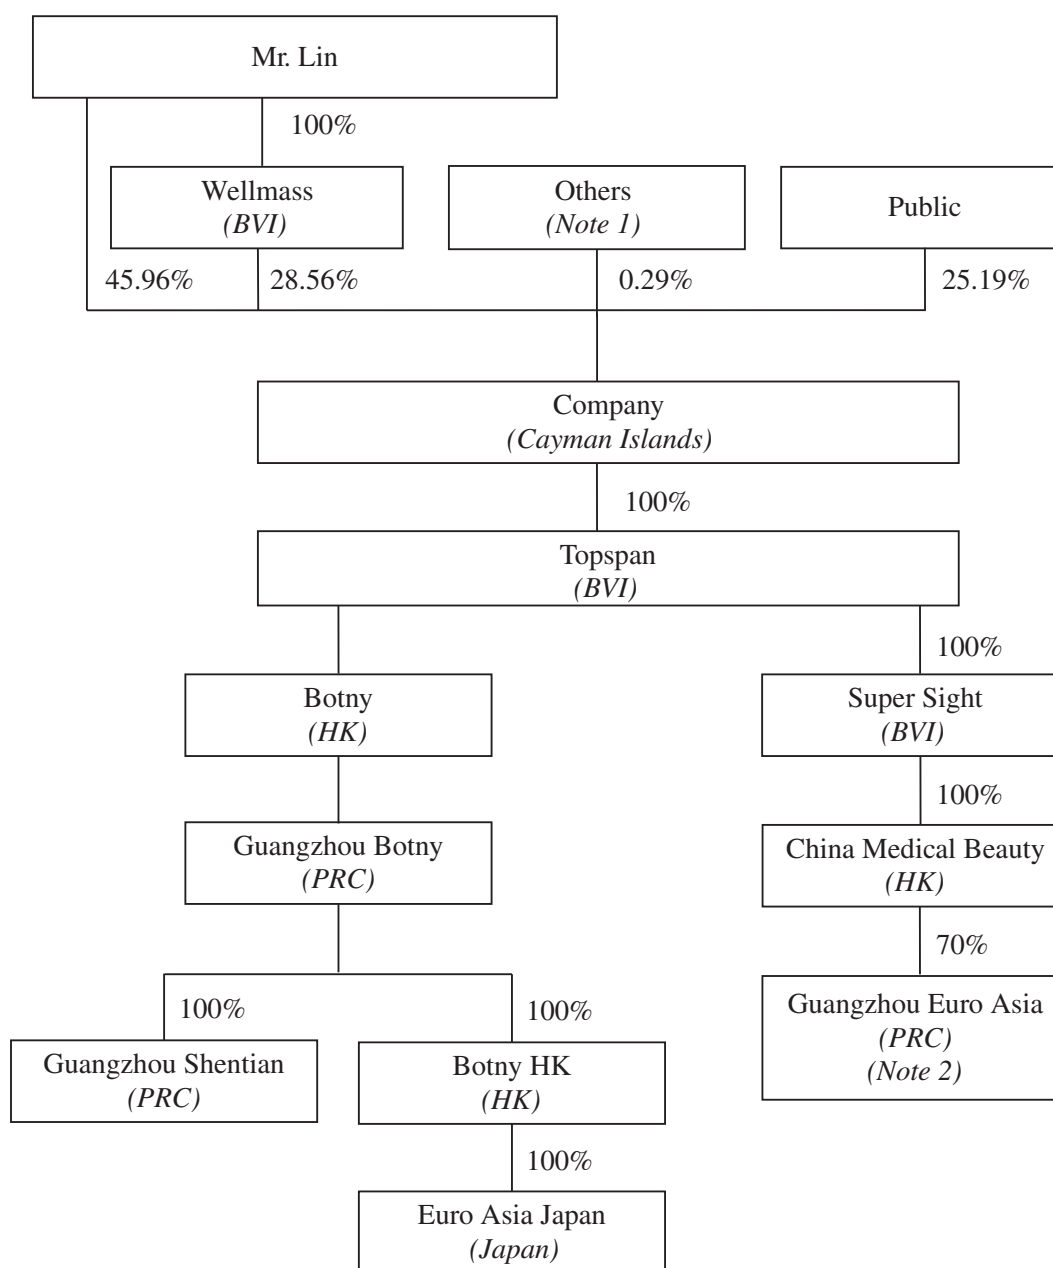 Mr. Lin
100%
Wellmass
(BVI)
Others
(Note 1)
Public
45.96%
28.56%
0.29%
25.19%
Company
(Cayman Islands)
100%
Topspan
(BVI)
100%
Botny
(HK)
Super Sight
(BVI)
100%
Guangzhou Botny
(PRC)
China Medical Beauty
(HK)
70%
100%
100%
Guangzhou Euro Asia
(PRC)
(Note 2)
Guangzhou Shentian
(PRC)
Botny HK
(HK)
100%
Euro Asia Japan
(Japan)